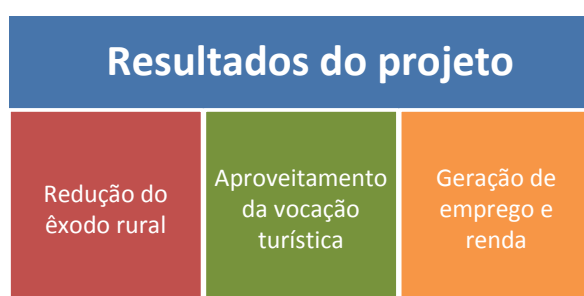 Resultados do projeto
Redução do
êxodo rural
Aproveitamento
da vocação
turística
Geração de
emprego e
renda